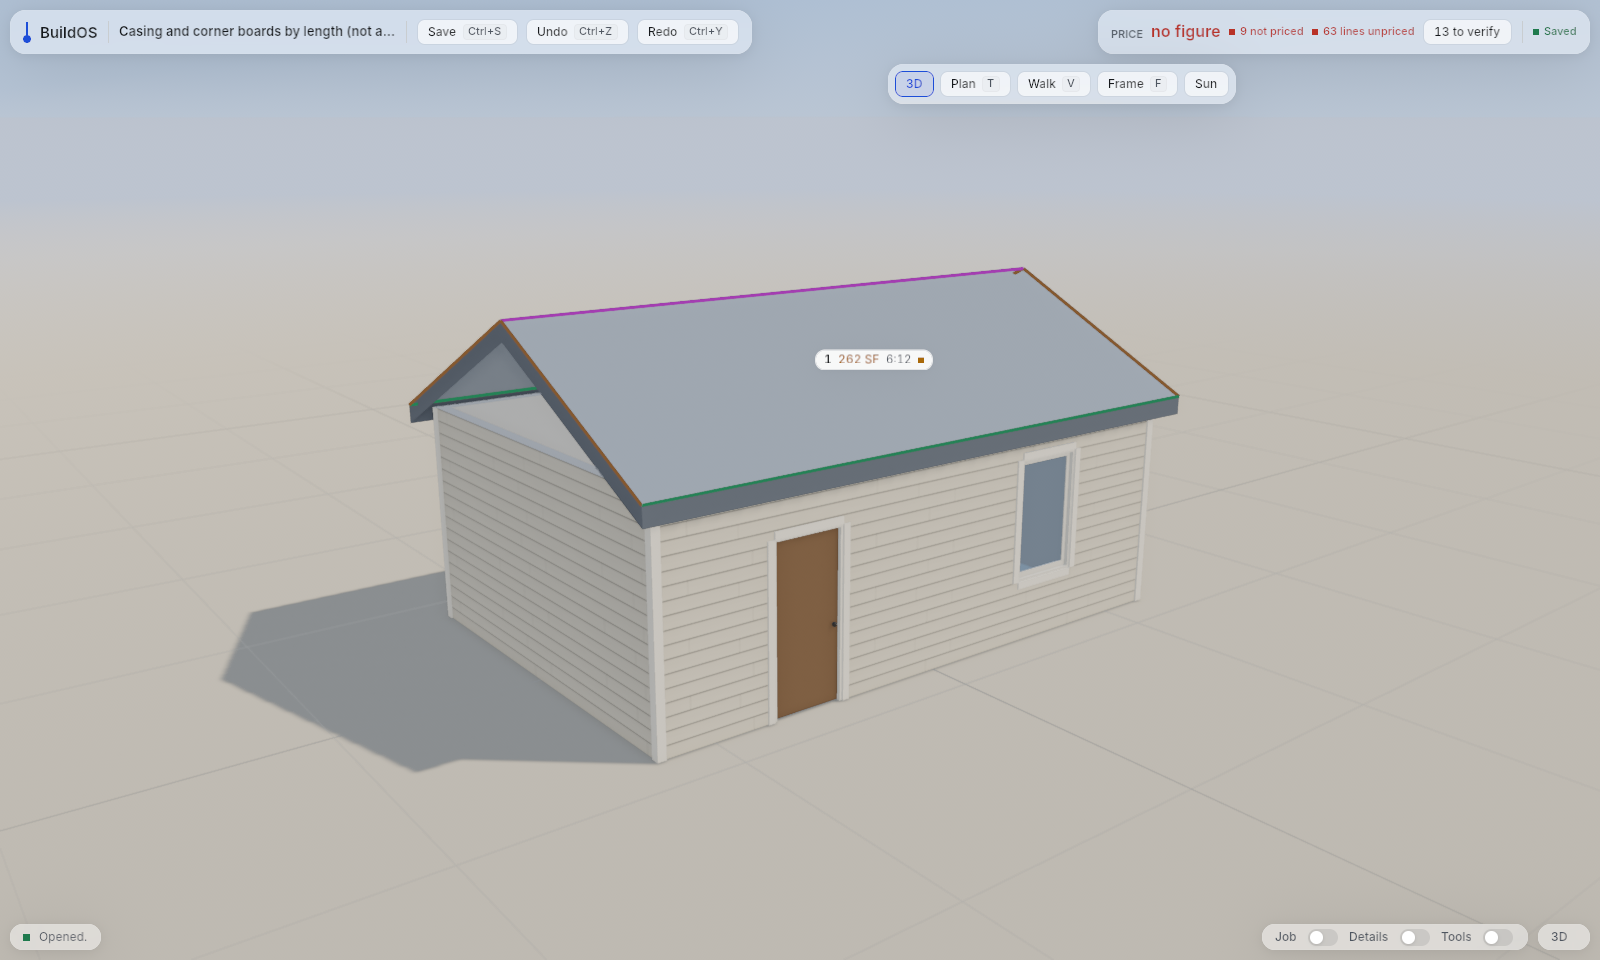 BuildOS Casing and corner boards by length (not a... Save Ctrl+S Undo Ctrl+Z Redo Ctrl+Y
PRICE no figure 9 not priced 63 lines unpriced 13 to verify Saved
3D Plan T Walk V Frame F Sun
1 262 SF 6:12
Opened.
Job Details Tools 3D